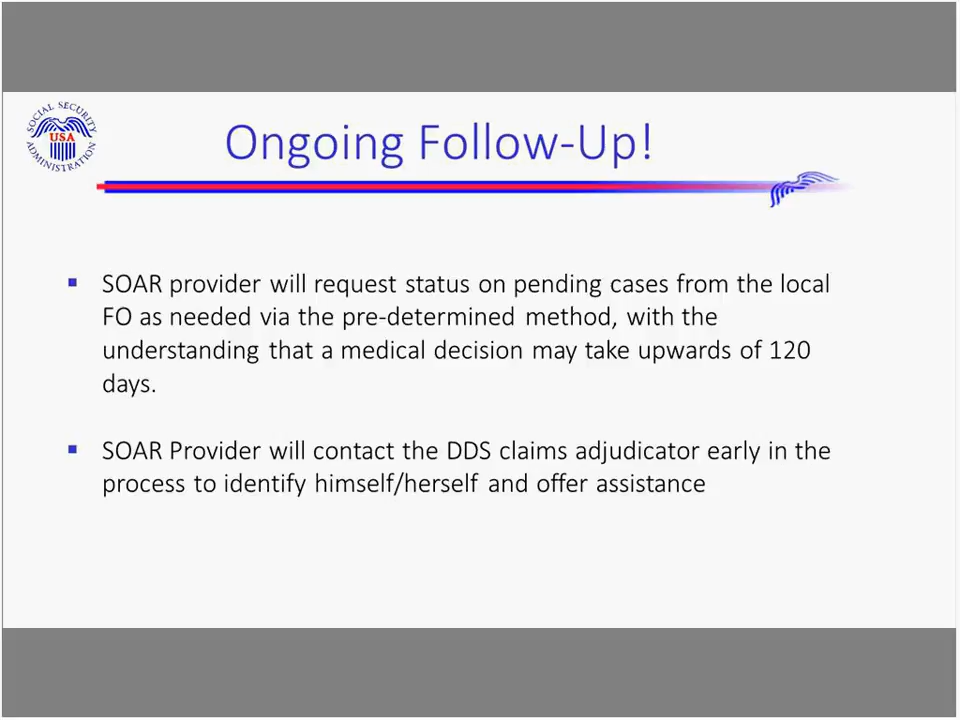 SOCIAL SECURITY
USA
ADMINISTRATION
Ongoing Follow-Up!
SOAR provider will request status on pending cases from the local
FO as needed via the pre-determined method, with the
understanding that a medical decision may take upwards of 120
days.
SOAR Provider will contact the DDS claims adjudicator early in the
process to identify himself/herself and offer assistance